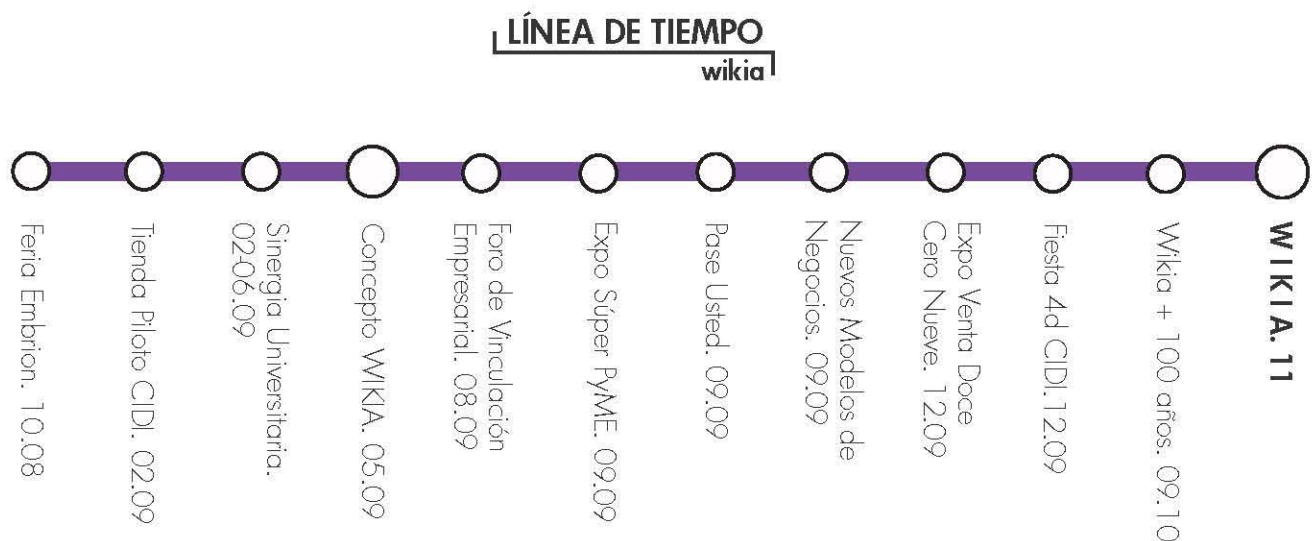 LÍNEA DE TIEMPO
wikia
Feria Embrion. 10.08
Tienda Piloto CIDI. 02.09
Sinergia Universitaria.
02-06.09
Concepto WIKIA. 05.09
Foro de Vinculación
Empresarial. 08.09
Expo Súper PyME. 09.09
Pase Usted. 09.09
Nuevos Modelos de
Negocios. 09.09
Expo Venta Doce
Cero Nueve. 12.09
Fiesta 4d CIDI.12.09
Wikia + 100 años. 09.10
WIKIA. 11